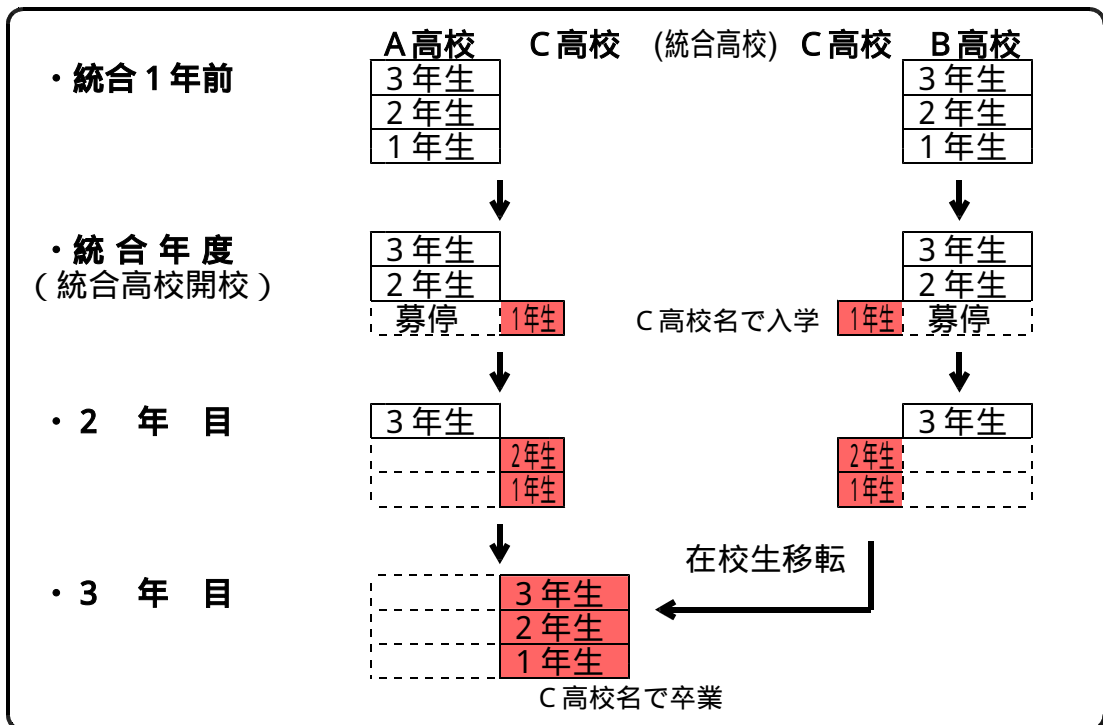 A高校 C高校 (統合高校) C高校 B高校
・統合1年前
3年生 3年生
2年生 2年生
1年生 1年生
・統合年度
(統合高校開校)
3年生 3年生
2年生 2年生
募停 1年生 C高校名で入学 1年生 募停
・2年目
3年生 3年生
2年生 2年生
1年生 1年生
在校生移転
・3年目
3年生
2年生
1年生
C高校名で卒業